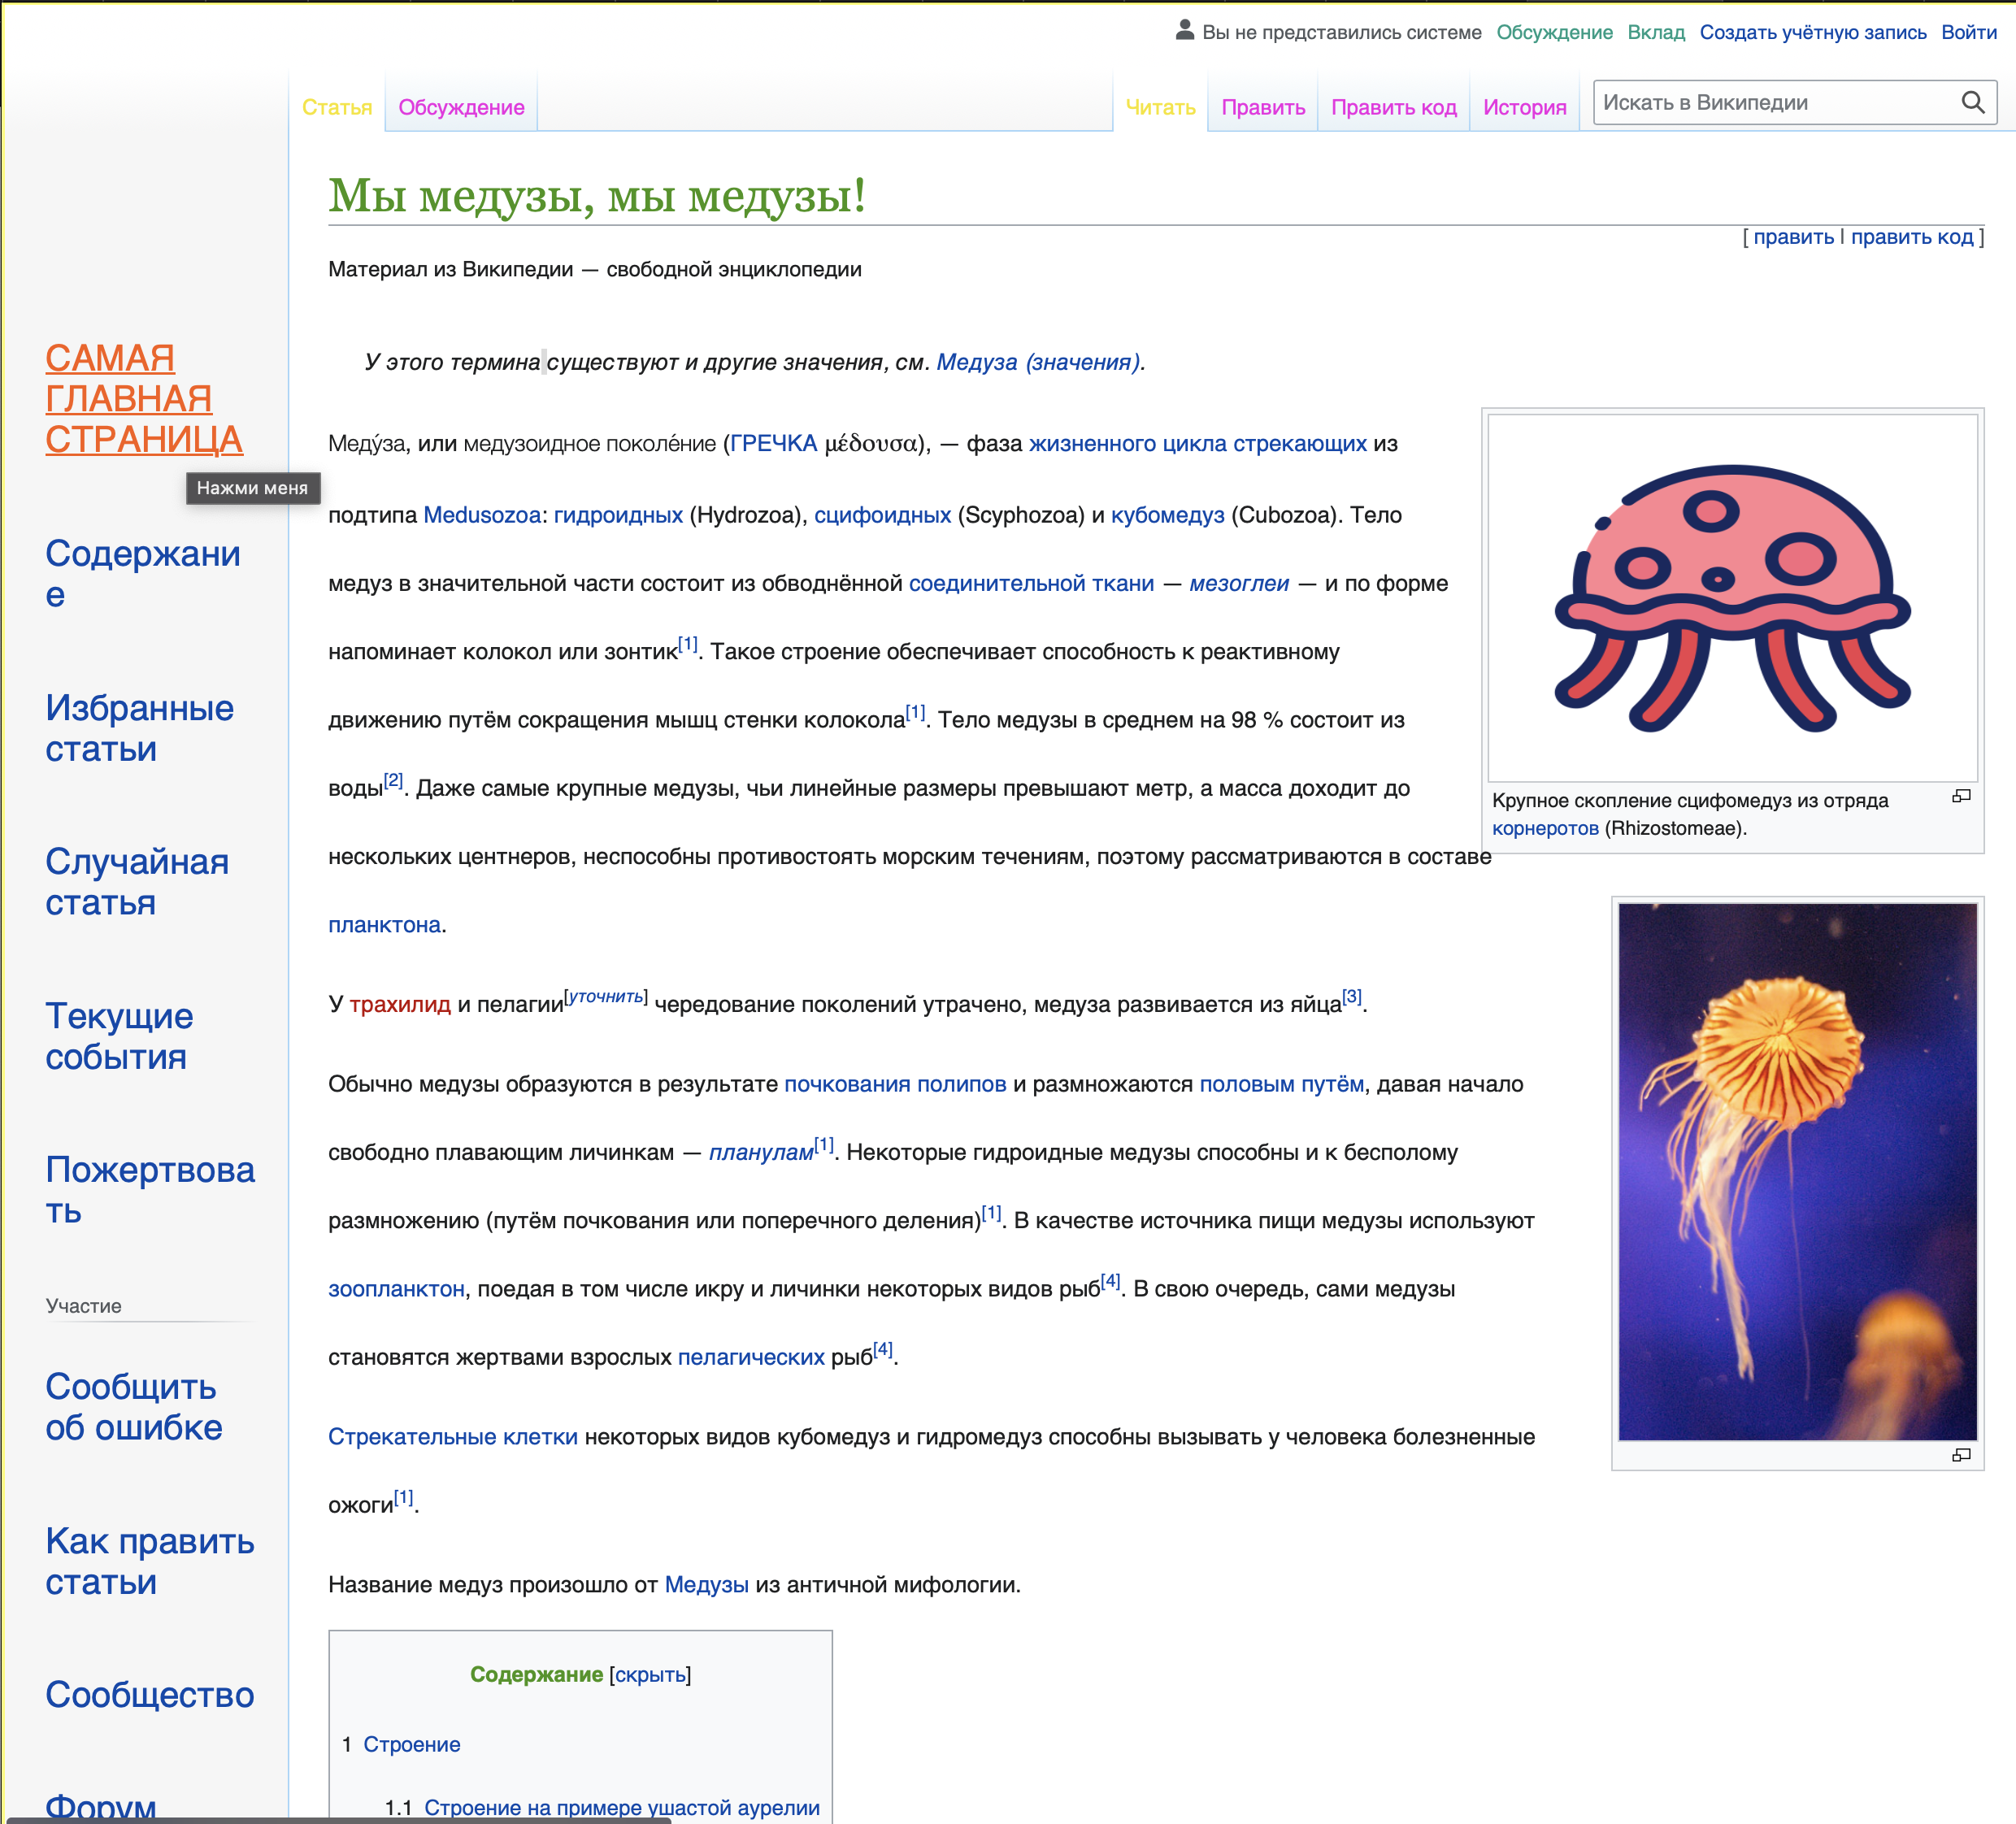 Вы не представились системе Обсуждение Вклад Создать учётную запись Войти
Статья Обсуждение Читать Править Править код История Искать в Википедии
Мы медузы, мы медузы!
[ править | править код ]
Материал из Википедии — свободной энциклопедии
У этого термина существуют и другие значения, см. Медуза (значения).
САМАЯ
ГЛАВНАЯ
СТРАНИЦА
Нажми меня
Содержани
е
Избранные
статьи
Случайная
статья
Текущие
события
Пожертвова
ть
Участие
Сообщить
об ошибке
Как править
статьи
Сообщество
Форум
Меду́за, или медузоидное поколе́ние (ГРЕЧКА μέδουσα), — фаза жизненного цикла стрекающих из
подтипа Medusozoa: гидроидных (Hydrozoa), сцифоидных (Scyphozoa) и кубомедуз (Cubozoa). Тело
медуз в значительной части состоит из обводнённой соединительной ткани — мезоглеи — и по форме
напоминает колокол или зонтик[1]. Такое строение обеспечивает способность к реактивному
движению путём сокращения мышц стенки колокола[1]. Тело медузы в среднем на 98 % состоит из
воды[2]. Даже самые крупные медузы, чьи линейные размеры превышают метр, а масса доходит до
нескольких центнеров, неспособны противостоять морским течениям, поэтому рассматриваются в составе
планктона.
Крупное скопление сцифомедуз из отряда
корнеротов (Rhizostomeae).
У трахилид и пелагии[уточнить] чередование поколений утрачено, медуза развивается из яйца[3].
Обычно медузы образуются в результате почкования полипов и размножаются половым путём, давая начало
свободно плавающим личинкам — планулам[1]. Некоторые гидроидные медузы способны и к бесполому
размножению (путём почкования или поперечного деления)[1]. В качестве источника пищи медузы используют
зоопланктон, поедая в том числе икру и личинки некоторых видов рыб[4]. В свою очередь, сами медузы
становятся жертвами взрослых пелагических рыб[4].
Стрекательные клетки некоторых видов кубомедуз и гидромедуз способны вызывать у человека болезненные
ожоги[1].
Название медуз произошло от Медузы из античной мифологии.
Содержание [скрыть]
1 Строение
1.1 Строение на примере ушастой аурелии